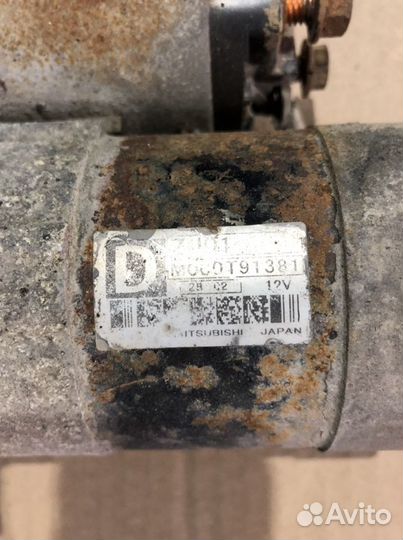 D
M000T91381
28 02 12V
MITSUBISHI JAPAN
Avito